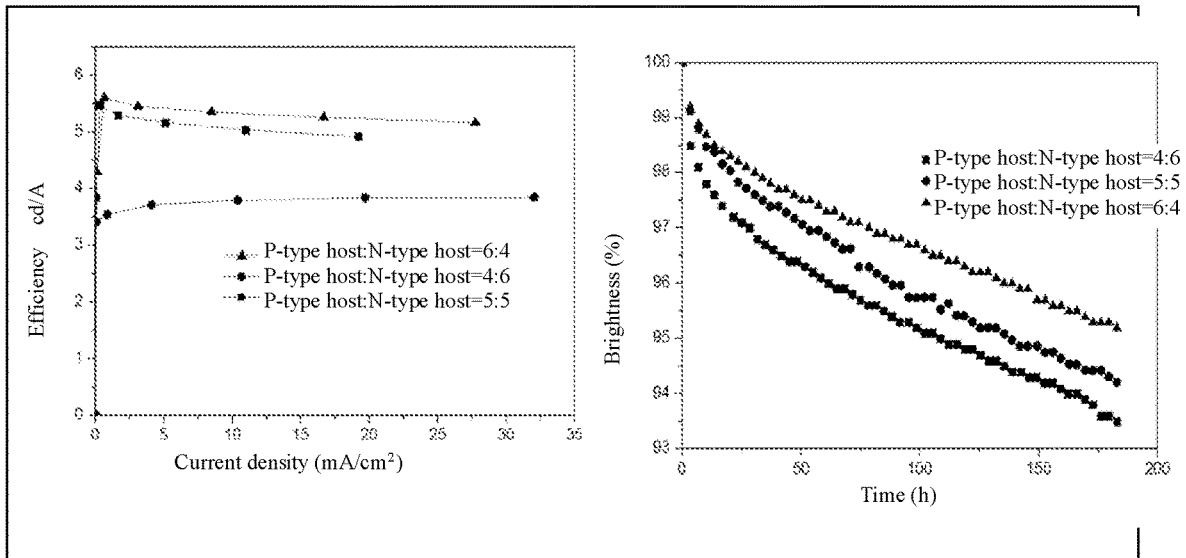 Efficiency cd/A
6
5
4
3
2
1
0
0 5 10 15 20 25 30 35
Current density (mA/cm²)
P-type host:N-type host=6:4
P-type host:N-type host=4:6
P-type host:N-type host=5:5
Brightness (%)
100
99
98
97
96
95
94
93
0 50 100 150 200
Time (h)
P-type host:N-type host=4:6
P-type host:N-type host=5:5
P-type host:N-type host=6:4